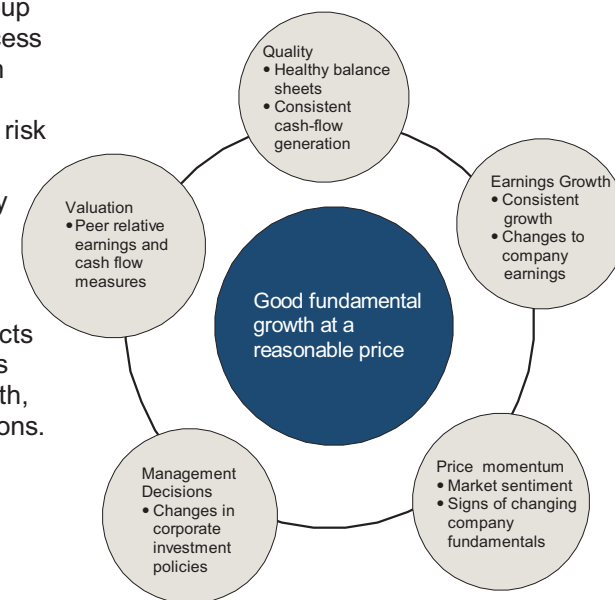 up
cess
n
risk
y
cts
s
th,
ons.
Quality
• Healthy balance
sheets
• Consistent
cash-flow
generation
Earnings Growth
• Consistent
growth
• Changes to
company
earnings
Price momentum
• Market sentiment
• Signs of changing
company
fundamentals
Management
Decisions
• Changes in
corporate
investment
policies
Valuation
• Peer relative
earnings and
cash flow
measures
Good fundamental
growth at a
reasonable price